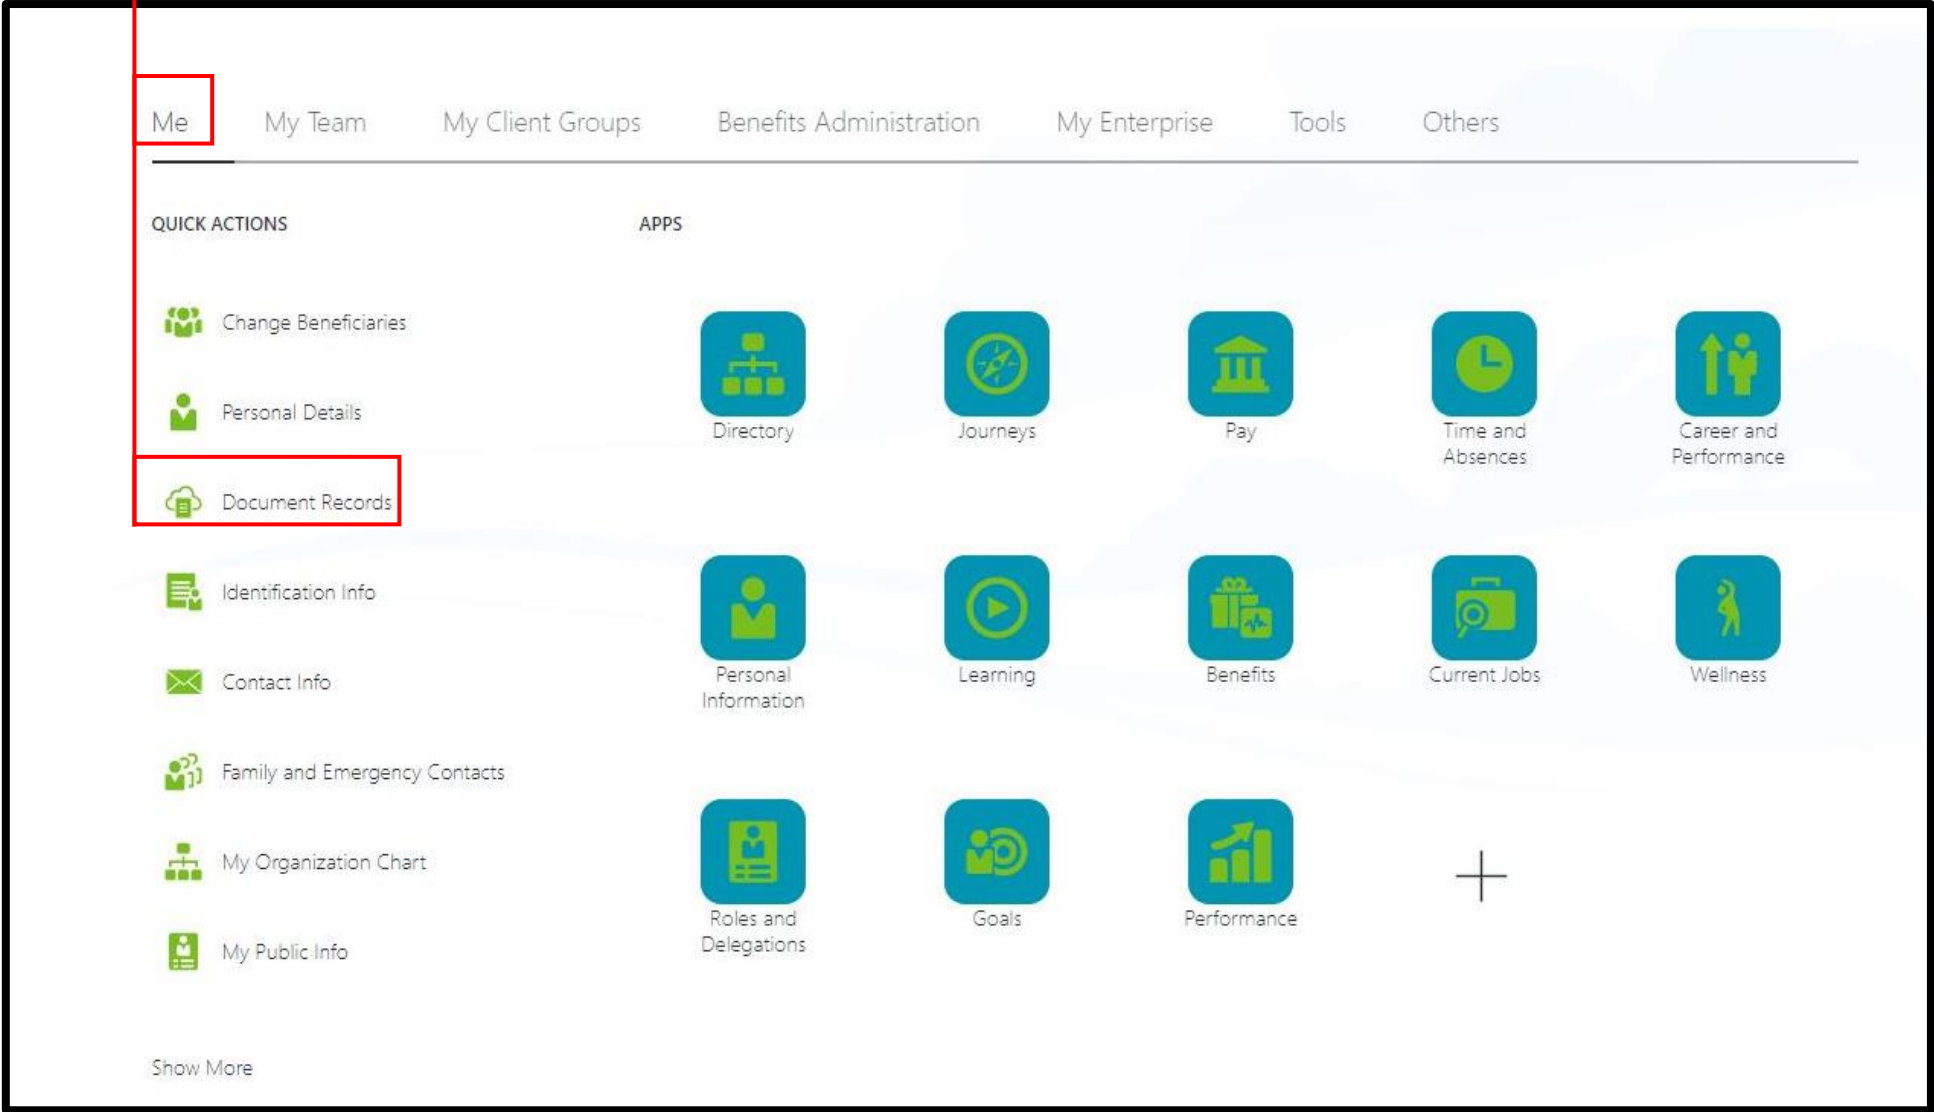 Me My Team My Client Groups Benefits Administration My Enterprise Tools Others
QUICK ACTIONS
Change Beneficiaries
Personal Details
Document Records
Identification Info
Contact Info
Family and Emergency Contacts
My Organization Chart
My Public Info
Show More
APPS
Directory
Journeys
Pay
Time and
Absences
Career and
Performance
Personal
Information
Learning
Benefits
Current Jobs
Wellness
Roles and
Delegations
Goals
Performance